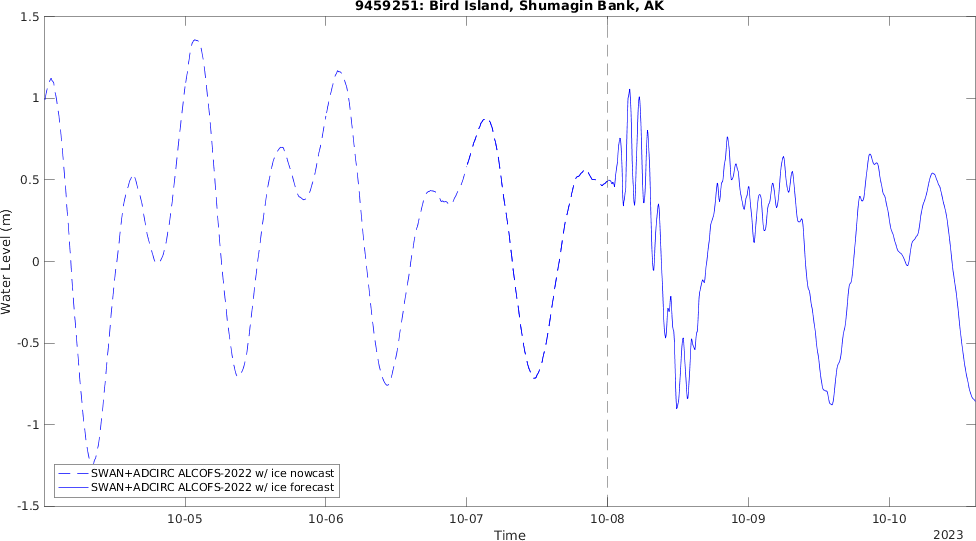 9459251: Bird Island, Shumagin Bank, AK
1.5
1
0.5
0
-0.5
-1
-1.5
Water Level (m)
SWAN+ADCIRC ALCOFS-2022 w/ ice nowcast
SWAN+ADCIRC ALCOFS-2022 w/ ice forecast
10-05 10-06 10-07 10-08 10-09 10-10
Time
2023